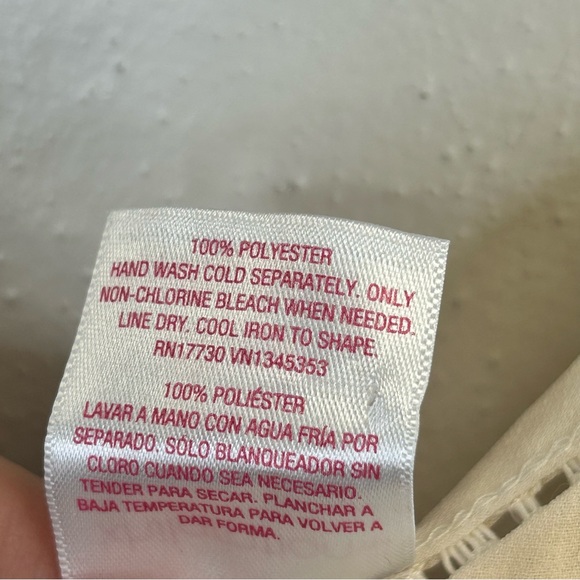 100% POLYESTER
HAND WASH COLD SEPARATELY. ONLY
NON-CHLORINE BLEACH WHEN NEEDED.
LINE DRY. COOL IRON TO SHAPE.
RN17730 VN1345353
100% POLIÉSTER
LAVAR A MANO CON AGUA FRÍA POR
SEPARADO. SÓLO BLANQUEADOR SIN
CLORO CUANDO SEA NECESARIO.
TENDER PARA SECAR. PLANCHAR A
BAJA TEMPERATURA PARA VOLVER A
DAR FORMA.